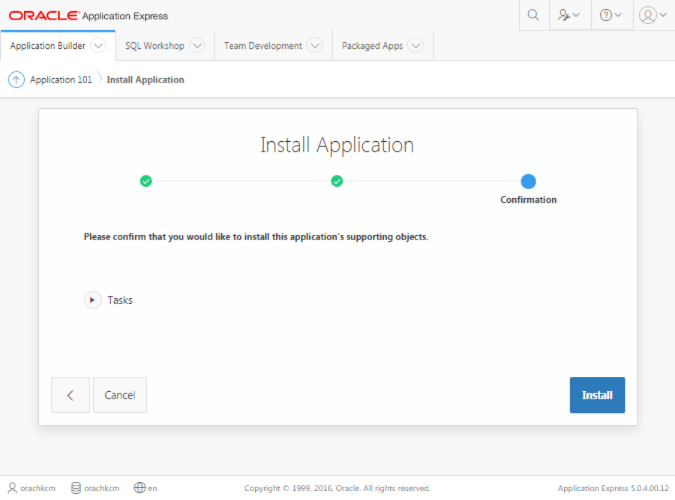 ORACLE Application Express
Application Builder SQL Workshop Team Development Packaged Apps
Application 101 Install Application
Install Application
Confirmation
Please confirm that you would like to install this application's supporting objects.
Tasks
Cancel Install
orachkcm orachkcm en Copyright © 1999, 2016, Oracle. All rights reserved. Application Express 5.0.4.00.12